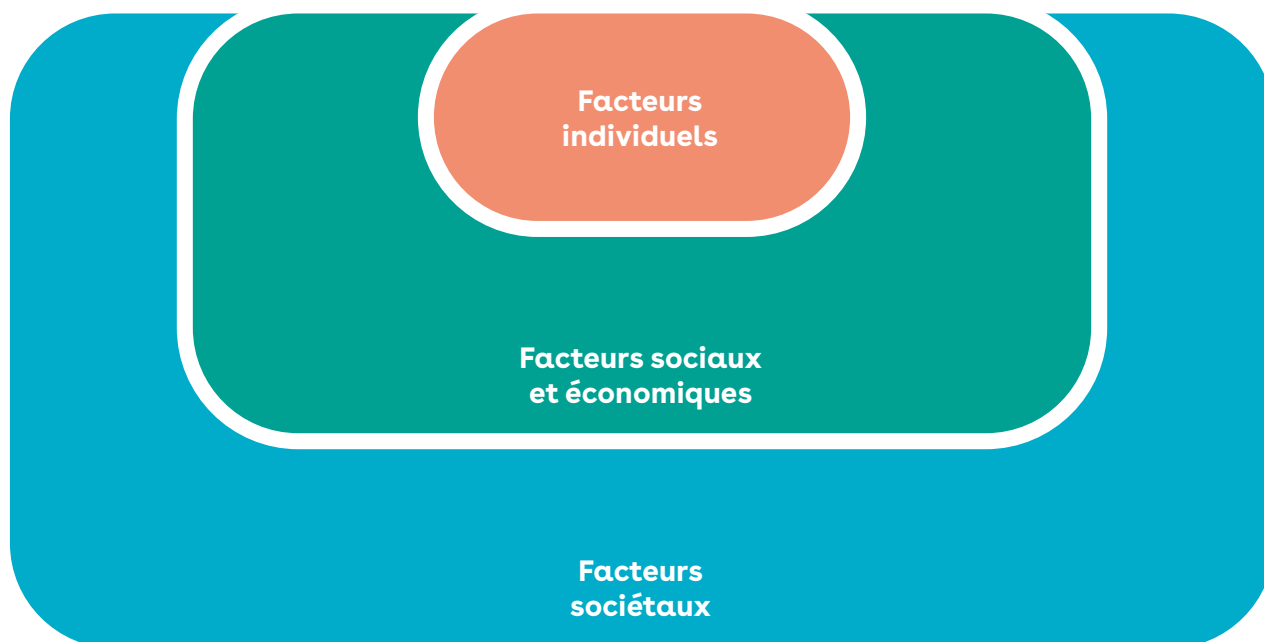 Facteurs
individuels
Facteurs sociaux
et économiques
Facteurs
sociétaux